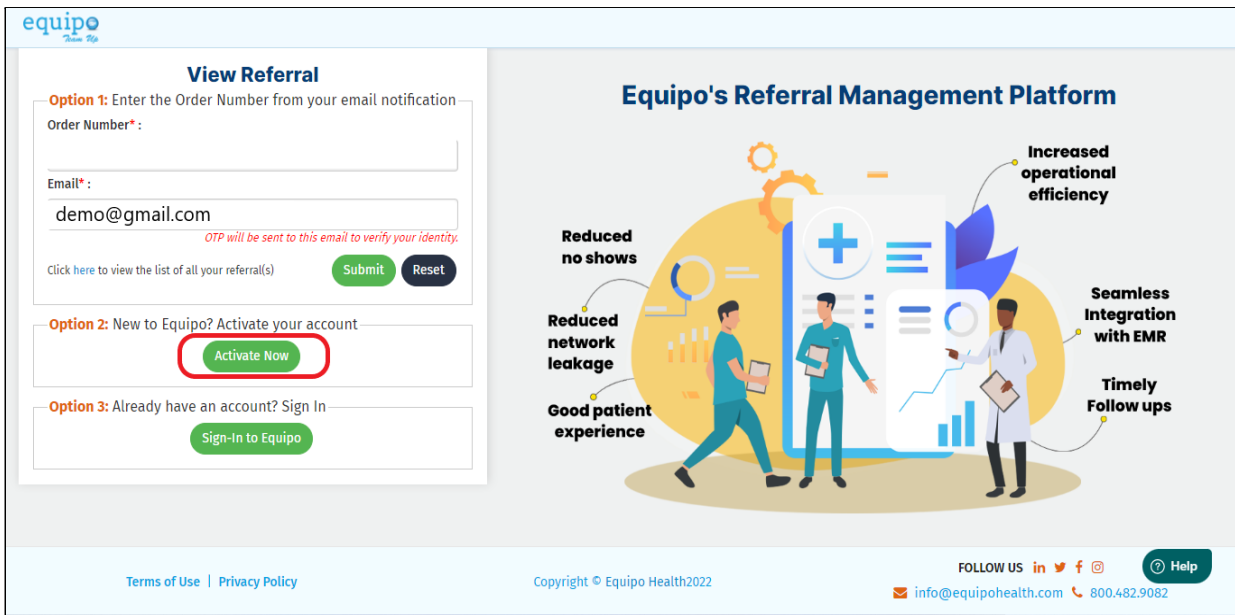 equipo
Team Up
View Referral
Option 1: Enter the Order Number from your email notification
Order Number* :
Email* :
demo@gmail.com
OTP will be sent to this email to verify your identity.
Click here to view the list of all your referral(s)
Submit
Reset
Option 2: New to Equipo? Activate your account
Activate Now
Option 3: Already have an account? Sign In
Sign-In to Equipo
Equipo's Referral Management Platform
Increased
operational
efficiency
Reduced
no shows
Seamless
Integration
with EMR
Reduced
network
leakage
Timely
Follow ups
Good patient
experience
Terms of Use | Privacy Policy
Copyright © Equipo Health2022
FOLLOW US
Help
info@equipohealth.com 800.482.9082